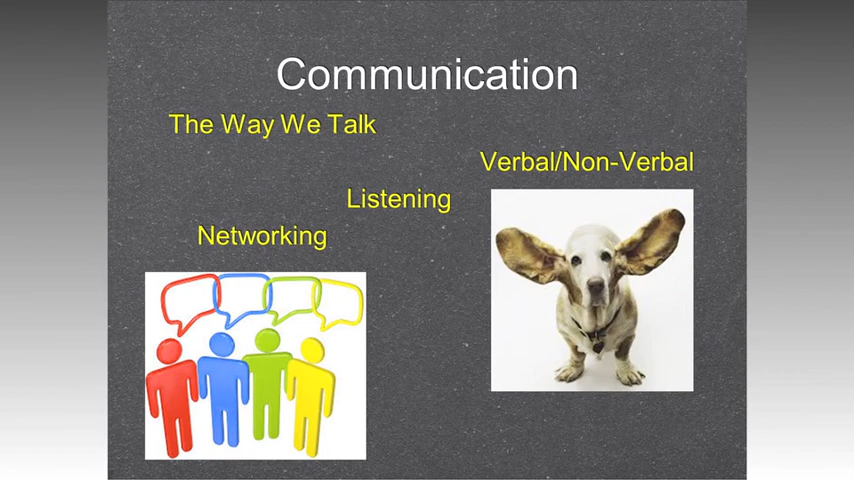 Communication
The Way We Talk
Verbal/Non-Verbal
Listening
Networking